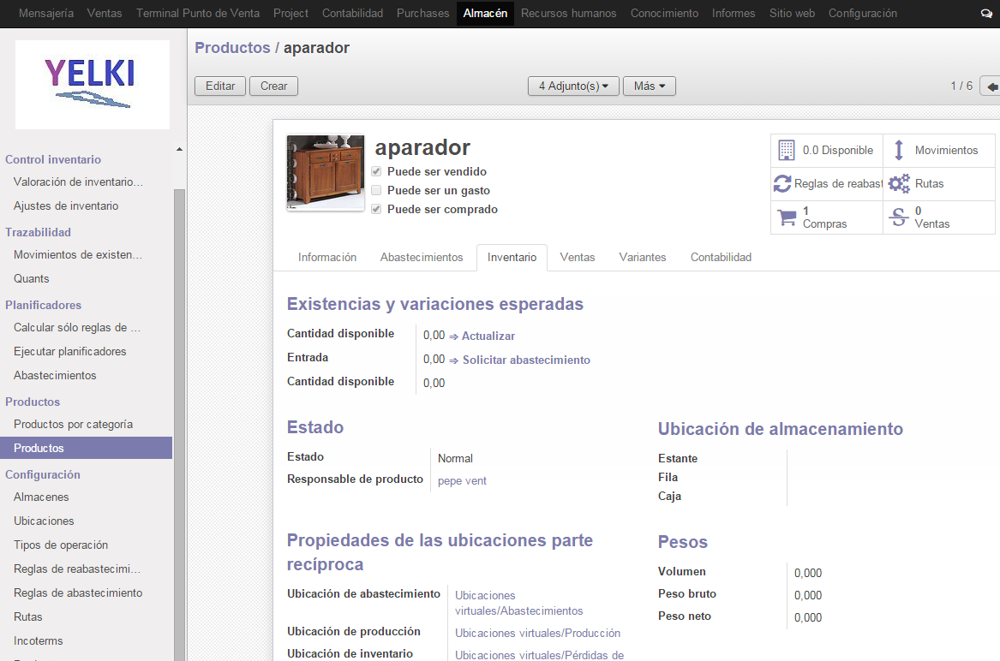 Mensajería Ventas Terminal Punto de Venta Project Contabilidad Purchases Almacén Recursos humanos Conocimiento Informes Sitio web Configuración
YELKI
Productos / aparador
Editar Crear 4 Adjunto(s) Más 1 / 6
Control inventario
Valoración de inventario...
Ajustes de inventario
Trazabilidad
Movimientos de existen...
Quants
Planificadores
Calcular sólo reglas de ...
Ejecutar planificadores
Abastecimientos
Productos
Productos por categoría
Productos
Configuración
Almacenes
Ubicaciones
Tipos de operación
Reglas de reabastecimi...
Reglas de abastecimiento
Rutas
Incoterms
aparador
Puede ser vendido
Puede ser un gasto
Puede ser comprado
0.0 Disponible Movimientos
Reglas de reabast Rutas
1 Compras 0 Ventas
Información Abastecimientos Inventario Ventas Variantes Contabilidad
Existencias y variaciones esperadas
Cantidad disponible 0,00 ⇒ Actualizar
Entrada 0,00 ⇒ Solicitar abastecimiento
Cantidad disponible 0,00
Estado
Estado Normal
Responsable de producto pepe vent
Ubicación de almacenamiento
Estante
Fila
Caja
Propiedades de las ubicaciones parte
recíproca
Ubicación de abastecimiento Ubicaciones
virtuales/Abastecimientos
Ubicación de producción Ubicaciones virtuales/Producción
Ubicación de inventario Ubicaciones virtuales/Pérdidas de
Pesos
Volumen 0,000
Peso bruto 0,000
Peso neto 0,000